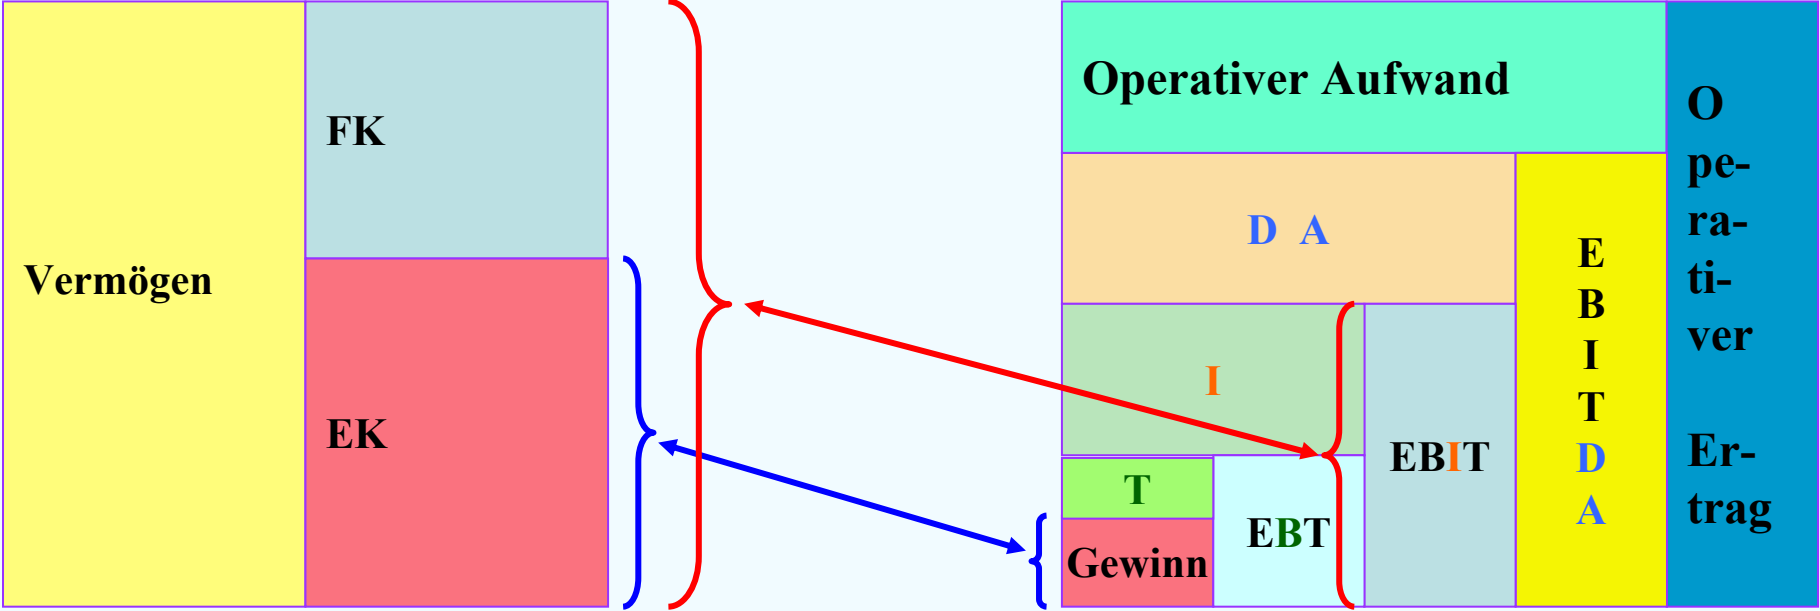 Vermögen
FK
EK
Operativer Aufwand
D A
I
T
Gewinn
EBT
EBIT
E
B
I
T
D
A
O
pe-
ra-
ti-
ver
Er-
trag